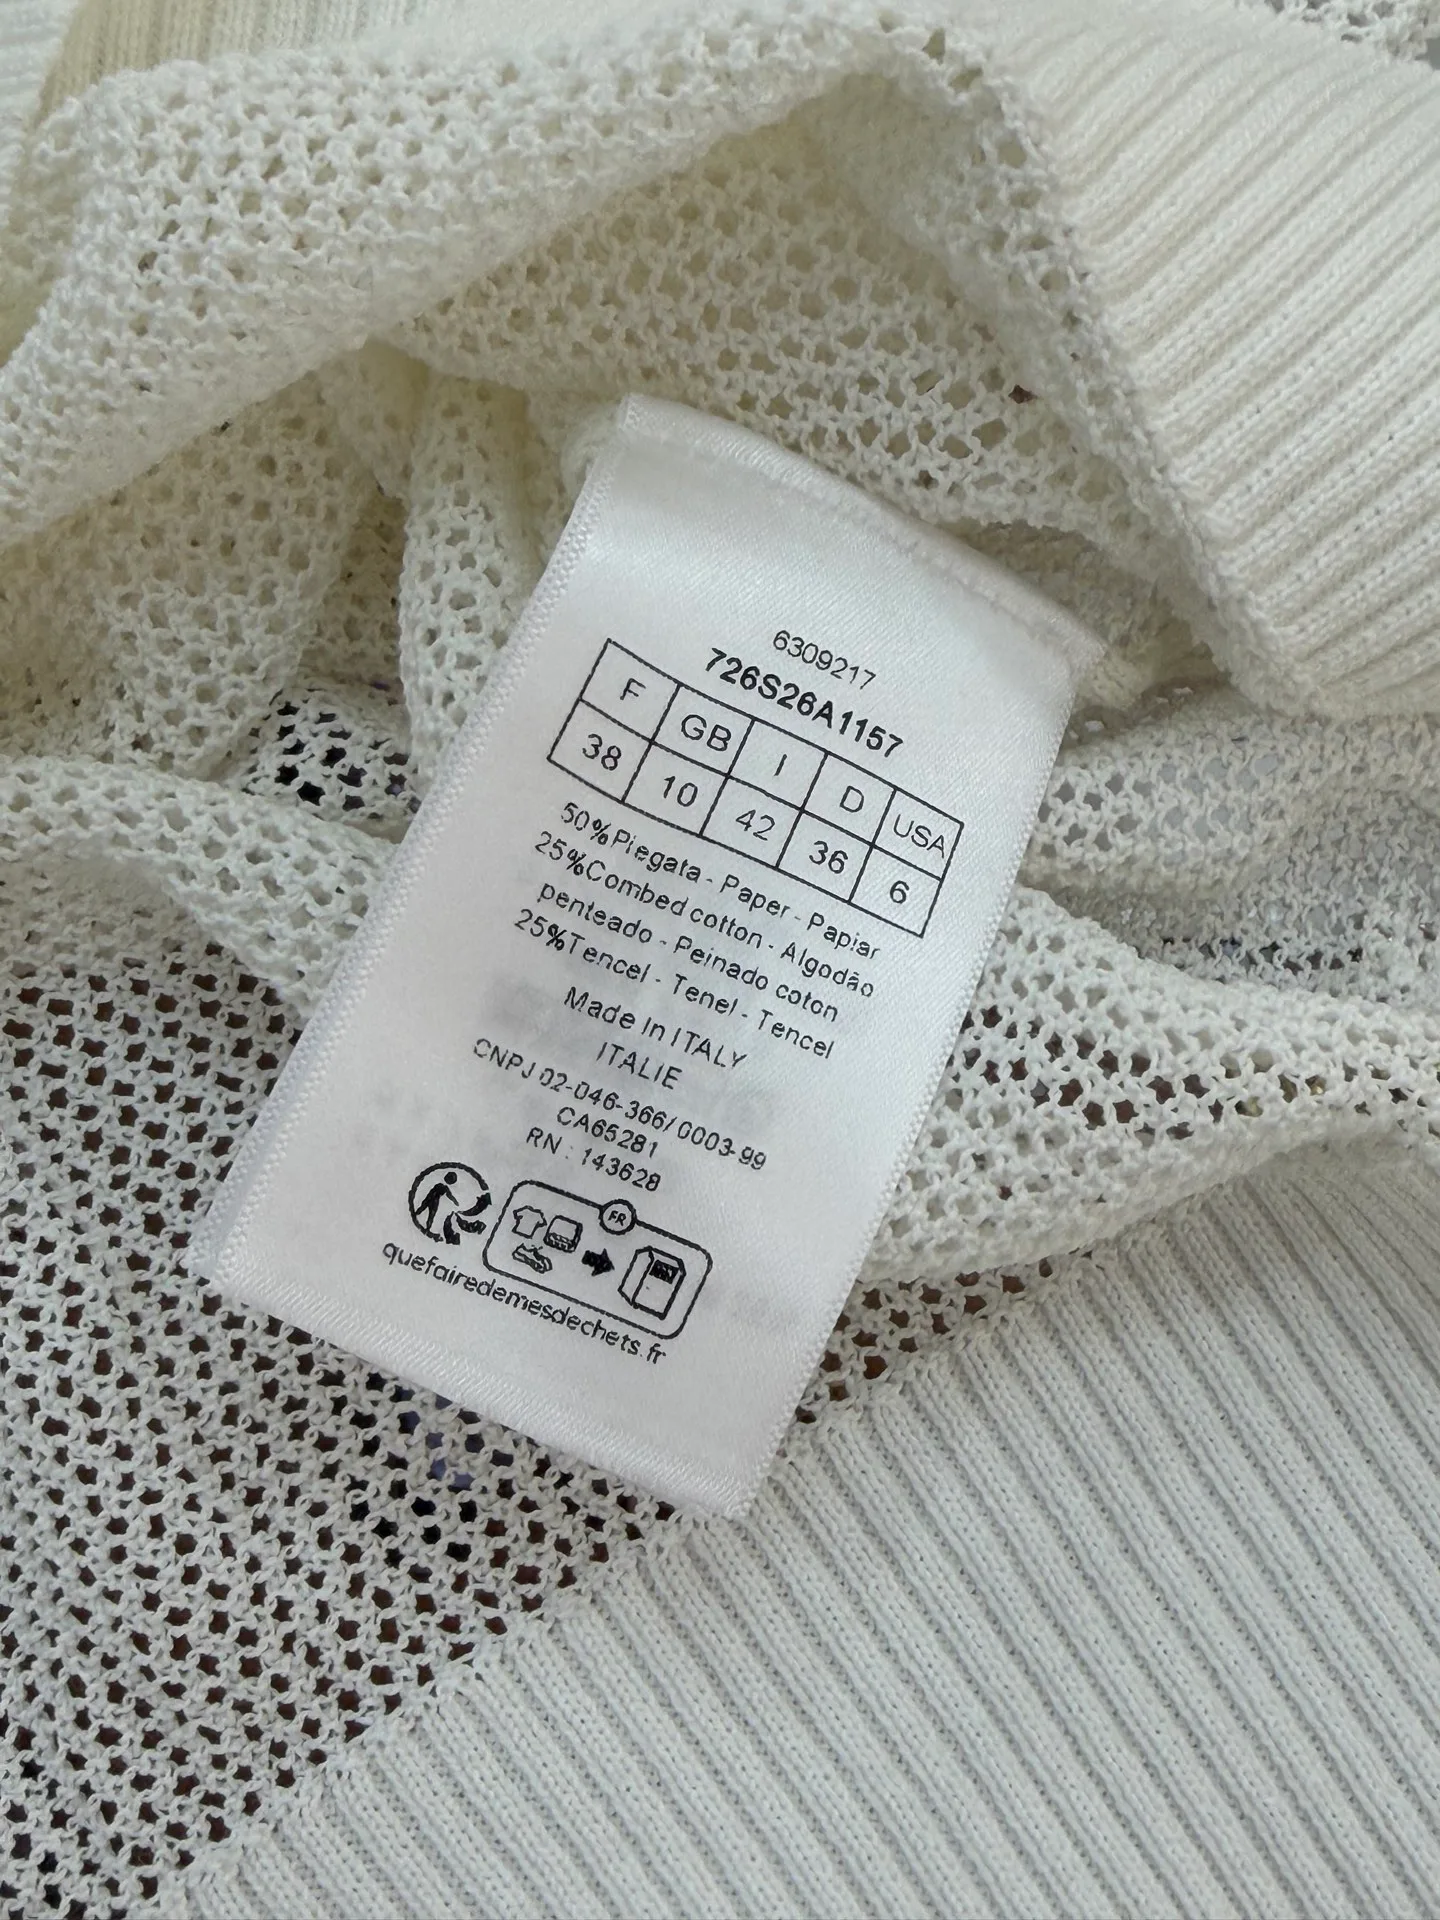 6309217
726S26A1157
F GB I D USA
38 10 42 36 6
50%Piegata - Paper - Papiar
25%Combed cotton - Algodão
penteado - Peinado coton
25%Tencel - Tenel - Tencel
Made In ITALY
ITALIE
CNPJ 02-046-366/0003-99
CA65281
RN : 143628
FR
quefairedemesdechets.fr